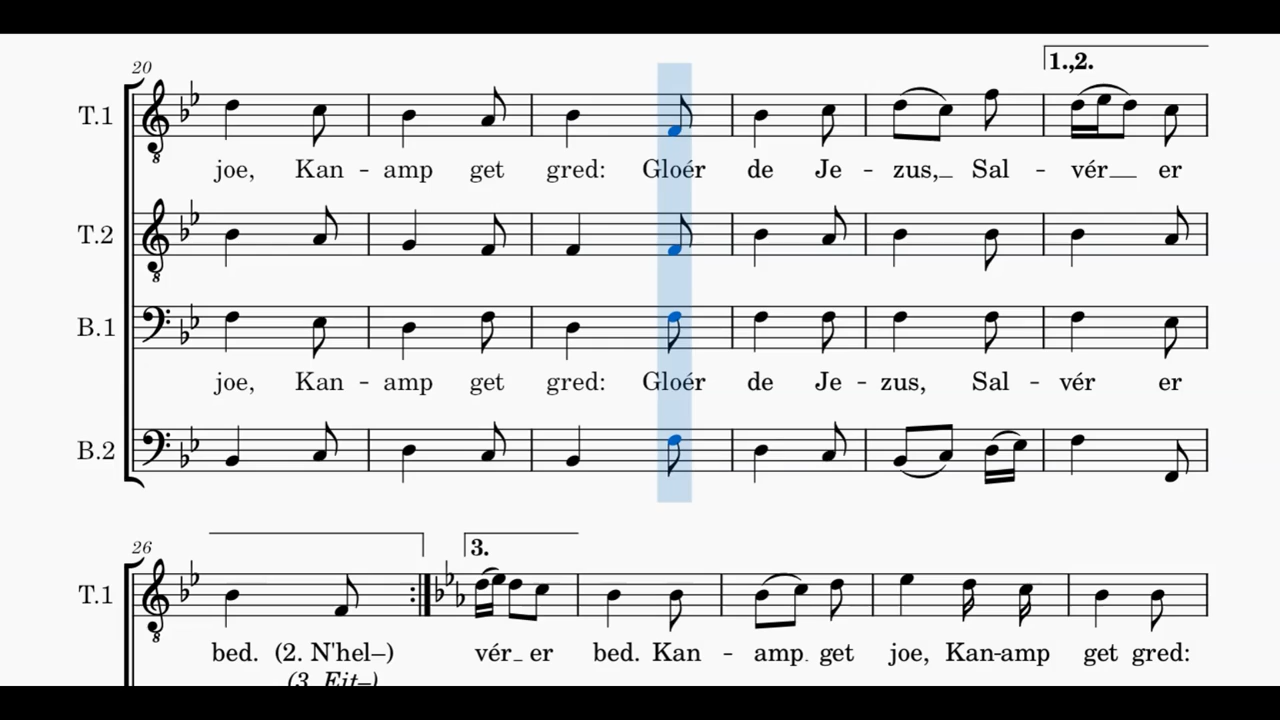 20
1.,2.
T.1
joe, Kan - amp get gred: Gloér de Je - zus, Sal - vér er
T.2
B.1
joe, Kan - amp get gred: Gloér de Je - zus, Sal - vér er
B.2
26
3.
T.1
bed. (2. N'hel–) vér er bed. Kan - amp get joe, Kan-amp get gred:
(3. Eit–)